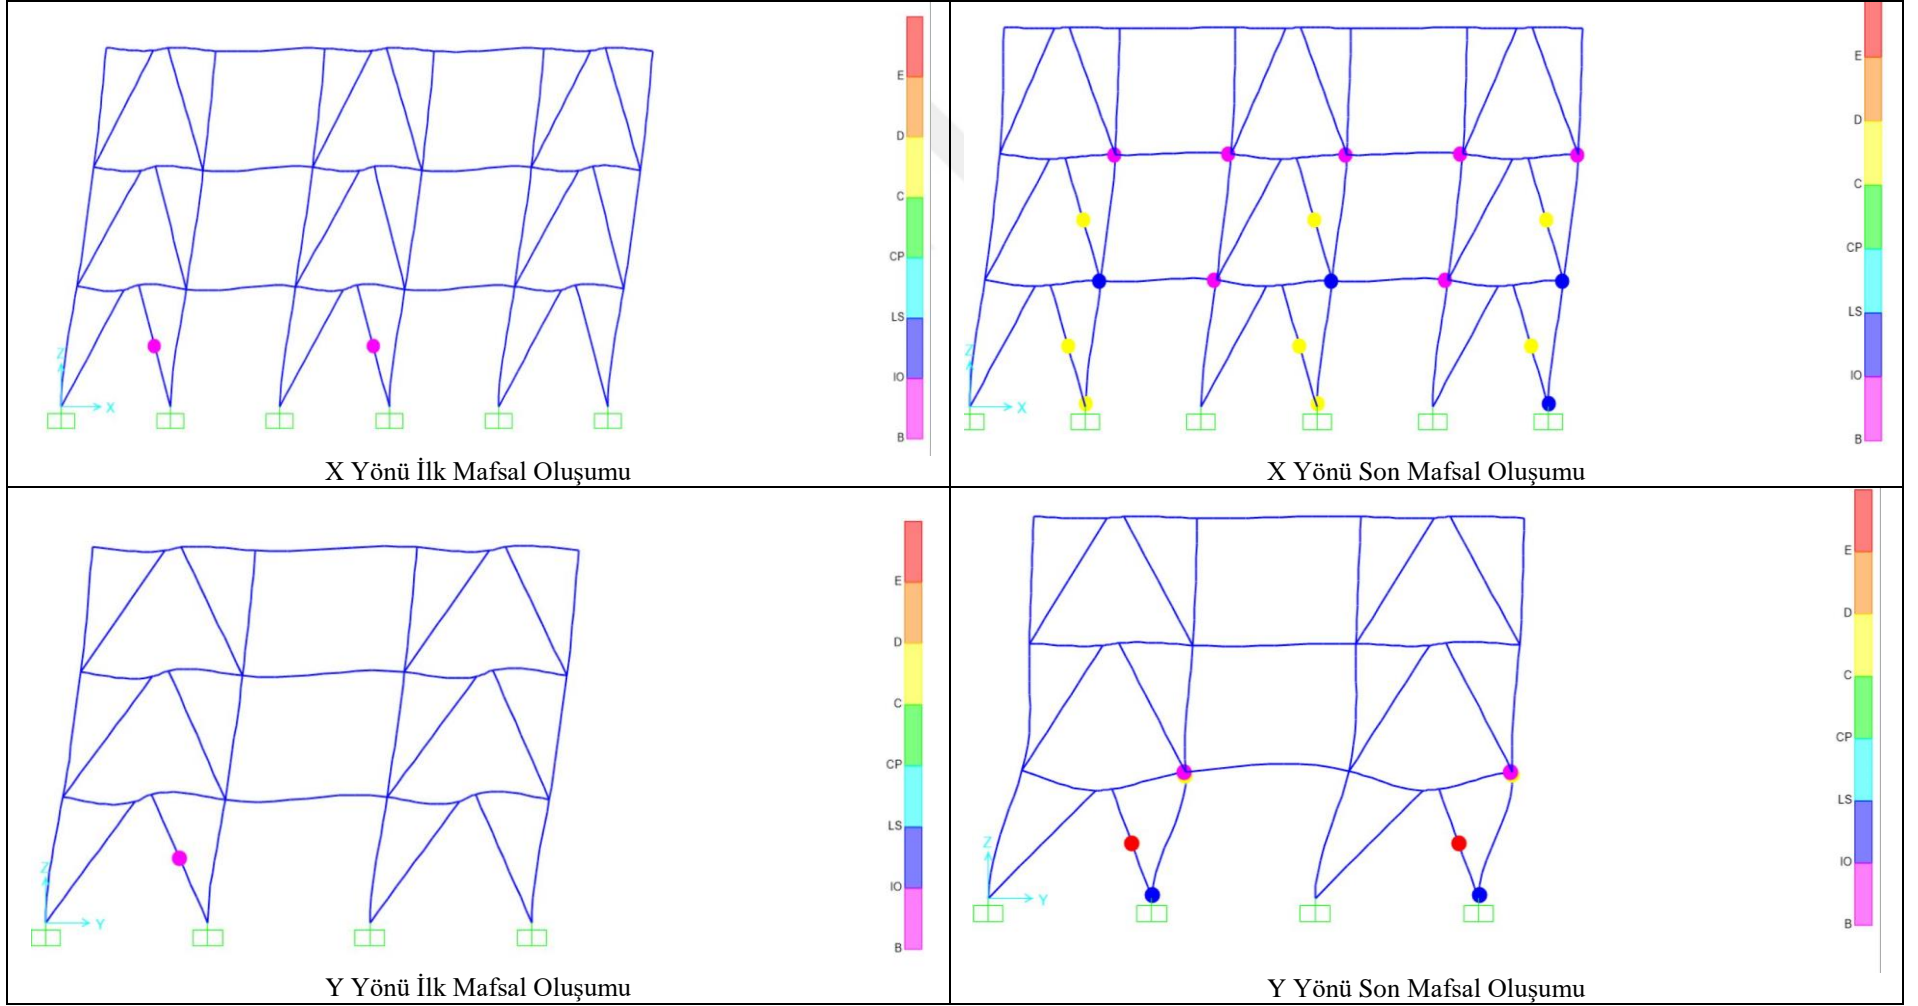 E
D
C
CP
LS
IO
B
Z
X
X Yönü İlk Mafsal Oluşumu
E
D
C
CP
LS
IO
B
Z
X
X Yönü Son Mafsal Oluşumu
E
D
C
CP
LS
IO
B
Z
Y
Y Yönü İlk Mafsal Oluşumu
E
D
C
CP
LS
IO
B
Z
Y
Y Yönü Son Mafsal Oluşumu